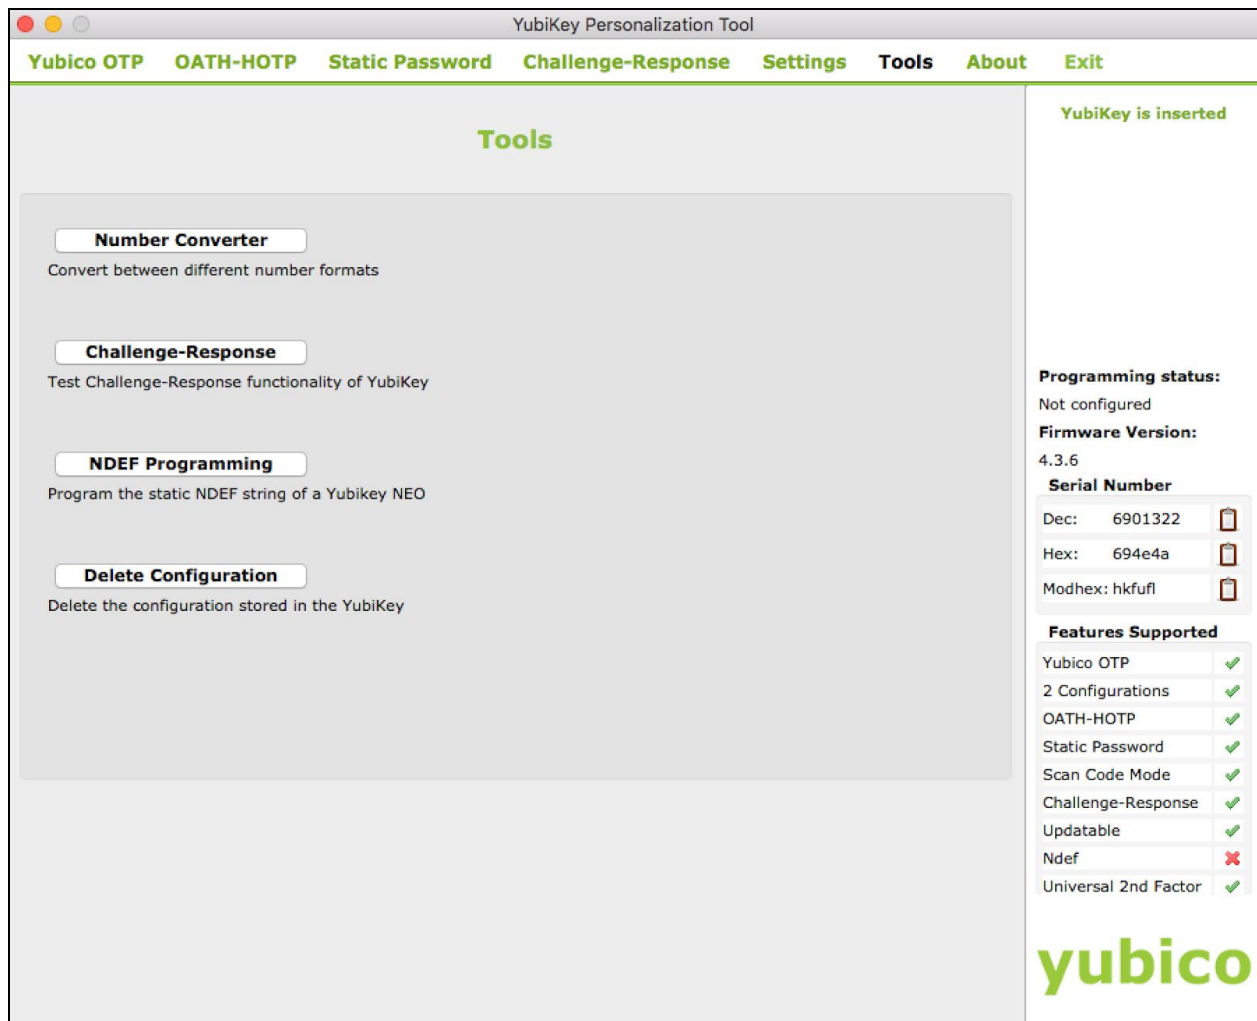 YubiKey Personalization Tool
Yubico OTP OATH-HOTP Static Password Challenge-Response Settings Tools About Exit
Tools
Number Converter
Convert between different number formats
Challenge-Response
Test Challenge-Response functionality of YubiKey
NDEF Programming
Program the static NDEF string of a Yubikey NEO
Delete Configuration
Delete the configuration stored in the YubiKey
YubiKey is inserted
Programming status:
Not configured
Firmware Version:
4.3.6
Serial Number
Dec: 6901322
Hex: 694e4a
Modhex: hkfufl
Features Supported
Yubico OTP
2 Configurations
OATH-HOTP
Static Password
Scan Code Mode
Challenge-Response
Updatable
Ndef
Universal 2nd Factor
yubico